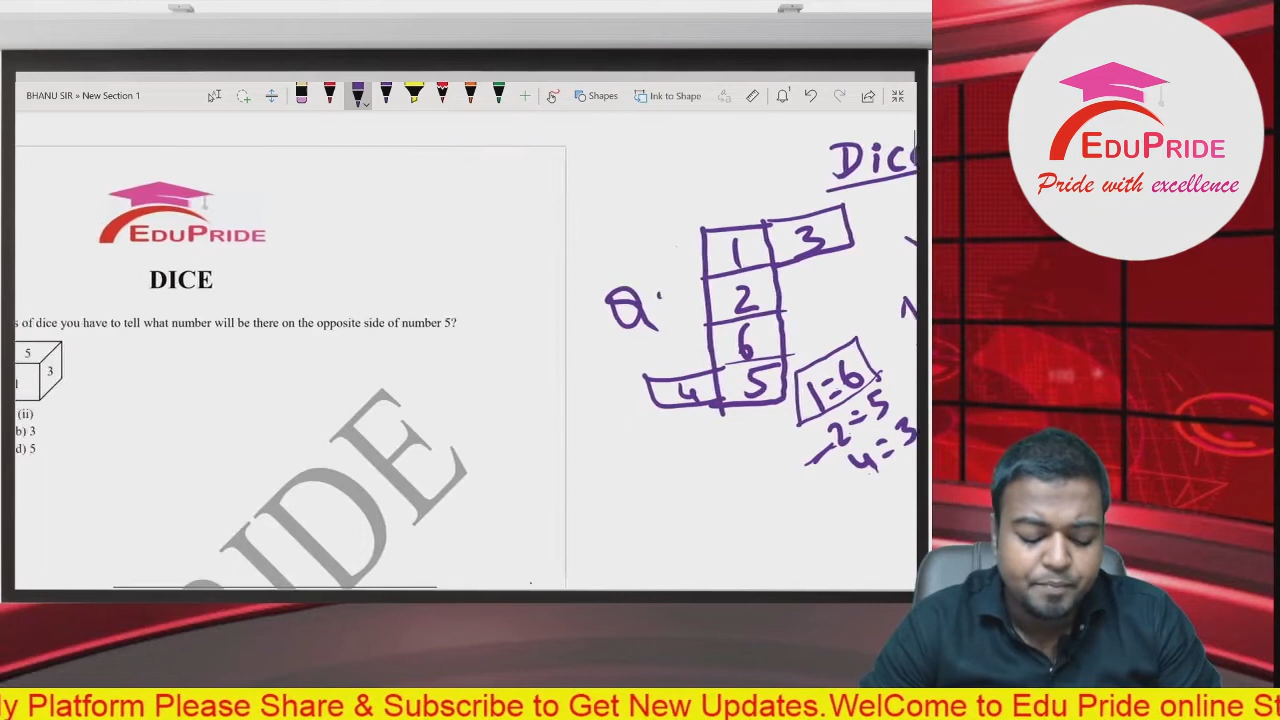 BHANU SIR » New Section 1
Shapes
Ink to Shape
EDUPRIDE
Pride with excellence
EDUPRIDE
DICE
s of dice you have to tell what number will be there on the opposite side of number 5?
5
3
1
(ii)
b) 3
d) 5
RIDE
Dice
Q.
1 3
2
6
4 5
1=6
2=5
4=3
ly Platform Please Share & Subscribe to Get New Updates.WelCome to Edu Pride online St